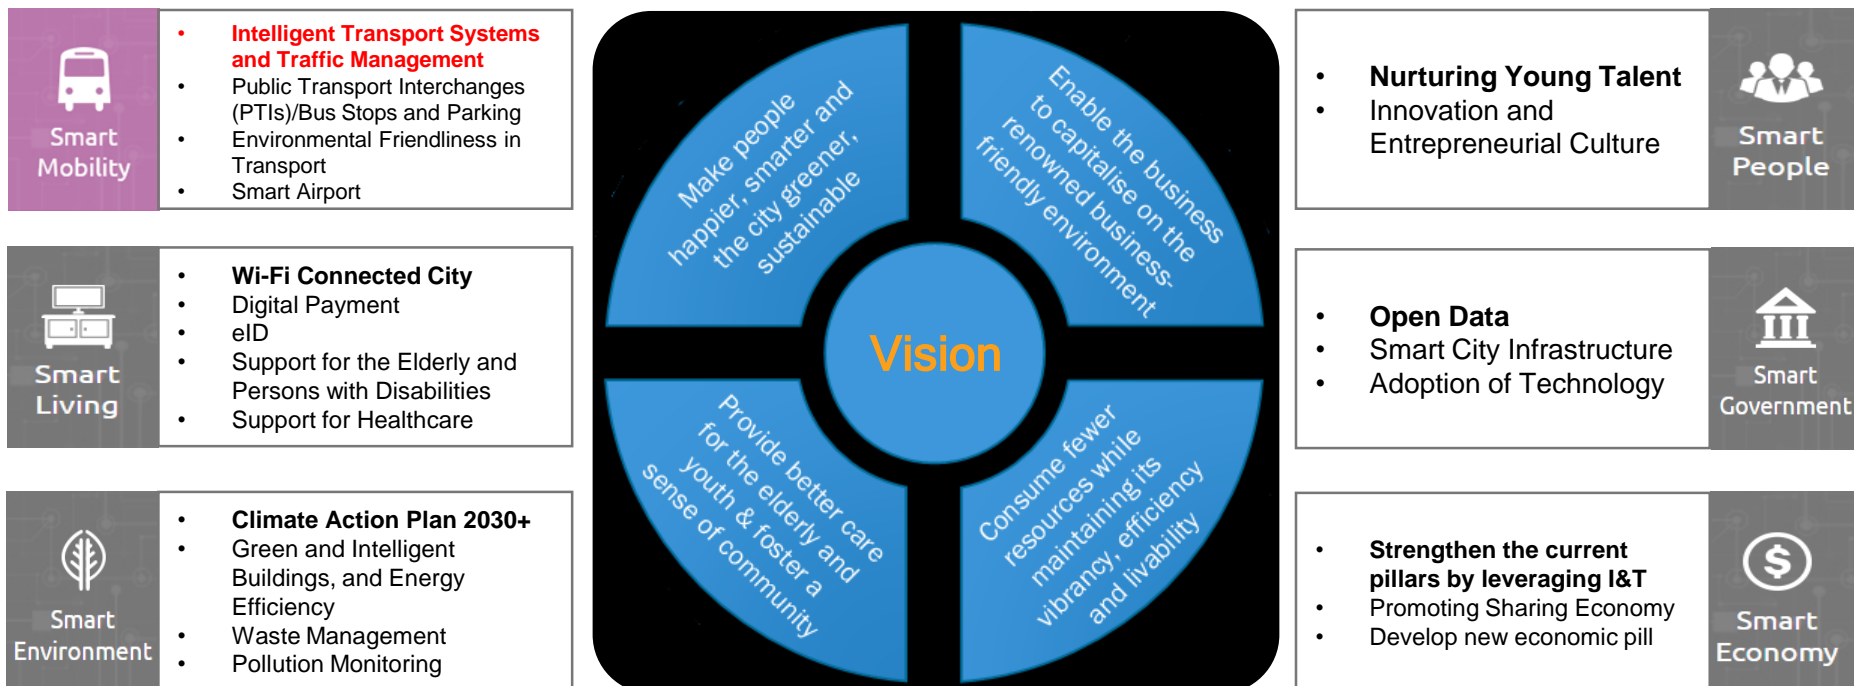 Smart
Mobility
• Intelligent Transport Systems
and Traffic Management
• Public Transport Interchanges
(PTIs)/Bus Stops and Parking
• Environmental Friendliness in
Transport
• Smart Airport
Smart
Living
• Wi-Fi Connected City
• Digital Payment
• eID
• Support for the Elderly and
Persons with Disabilities
• Support for Healthcare
Smart
Environment
• Climate Action Plan 2030+
• Green and Intelligent
Buildings, and Energy
Efficiency
• Waste Management
• Pollution Monitoring
Make people
happier, smarter and
the city greener,
sustainable
Enable the business
to capitalise on the
renowned business-
friendly environment
Vision
Provide better care
for the elderly and
youth & foster a
sense of community
Consume fewer
resources while
maintaining its
vibrancy, efficiency
and livability
• Nurturing Young Talent
• Innovation and
Entrepreneurial Culture
Smart
People
• Open Data
• Smart City Infrastructure
• Adoption of Technology
Smart
Government
• Strengthen the current
pillars by leveraging I&T
• Promoting Sharing Economy
• Develop new economic pill
$
Smart
Economy